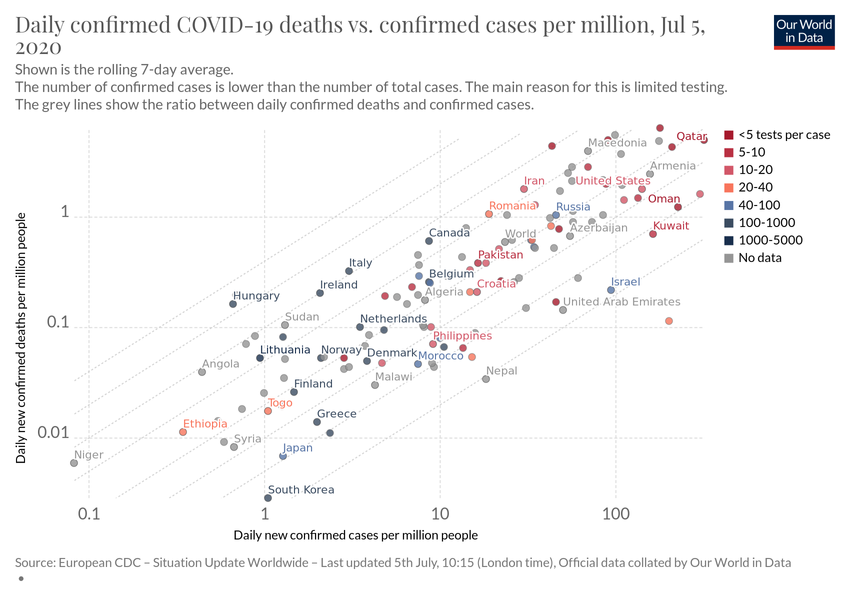 Daily confirmed COVID-19 deaths vs. confirmed cases per million, Jul 5,
2020
Our World
in Data
Shown is the rolling 7-day average.
The number of confirmed cases is lower than the number of total cases. The main reason for this is limited testing.
The grey lines show the ratio between daily confirmed deaths and confirmed cases.
Daily new confirmed deaths per million people
1
0.1
0.01
Qatar
Macedonia
Armenia
Iran
United States
Oman
Romania
Russia
Kuwait
Canada
World
Azerbaijan
Italy
Pakistan
Belgium
Ireland
Croatia
Israel
Hungary
Algeria
United Arab Emirates
Sudan
Netherlands
Philippines
Lithuania
Norway
Denmark
Morocco
Angola
Malawi
Nepal
Finland
Togo
Greece
Ethiopia
Syria
Japan
Niger
South Korea
0.1
1
10
100
Daily new confirmed cases per million people
<5 tests per case
5-10
10-20
20-40
40-100
100-1000
1000-5000
No data
Source: European CDC – Situation Update Worldwide – Last updated 5th July, 10:15 (London time), Official data collated by Our World in Data